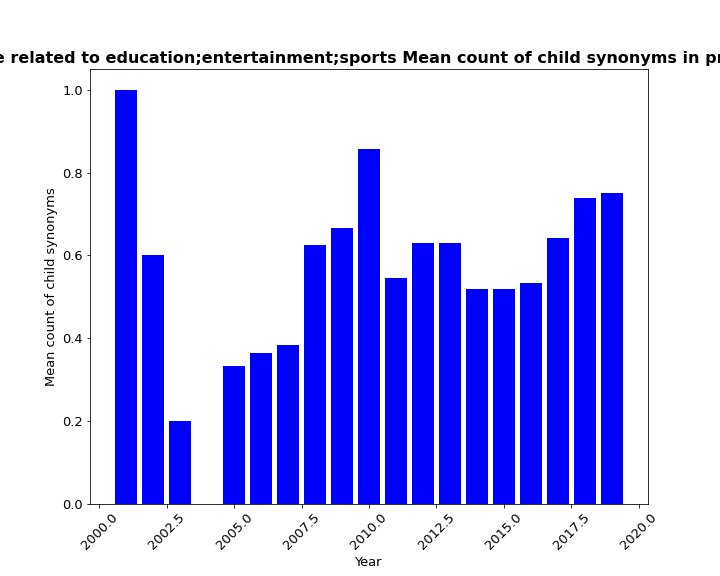 related to education;entertainment;sports Mean count of child synonyms in
1.0
0.8
0.6
0.4
0.2
0.0
Mean count of child synonyms
2000.0 2002.5 2005.0 2007.5 2010.0 2012.5 2015.0 2017.5 2020.0
Year